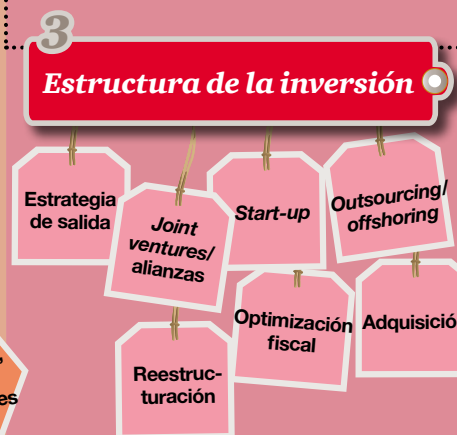 3
Estructura de la inversión
Estrategia
de salida
Joint
ventures/
alianzas
Start-up
Outsourcing/
offshoring
Reestruc-
turación
Optimización
fiscal
Adquisició
es